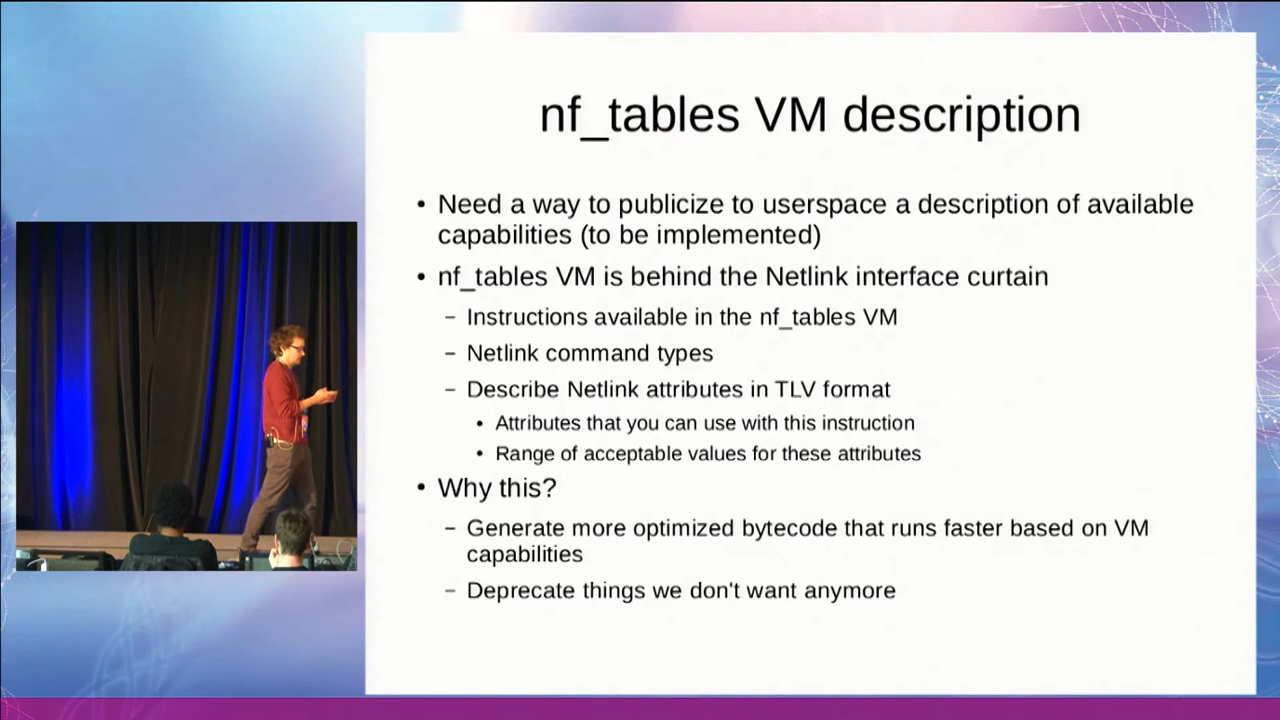 nf_tables VM description
• Need a way to publicize to userspace a description of available
capabilities (to be implemented)
• nf_tables VM is behind the Netlink interface curtain
– Instructions available in the nf_tables VM
– Netlink command types
– Describe Netlink attributes in TLV format
• Attributes that you can use with this instruction
• Range of acceptable values for these attributes
• Why this?
– Generate more optimized bytecode that runs faster based on VM
capabilities
– Deprecate things we don't want anymore